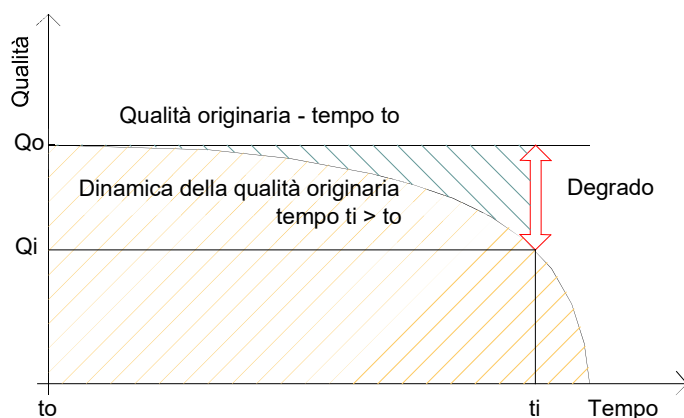 Qualità
Qualità originaria - tempo to
Qo
Dinamica della qualità originaria
tempo ti > to
Degrado
Qi
to
ti
Tempo